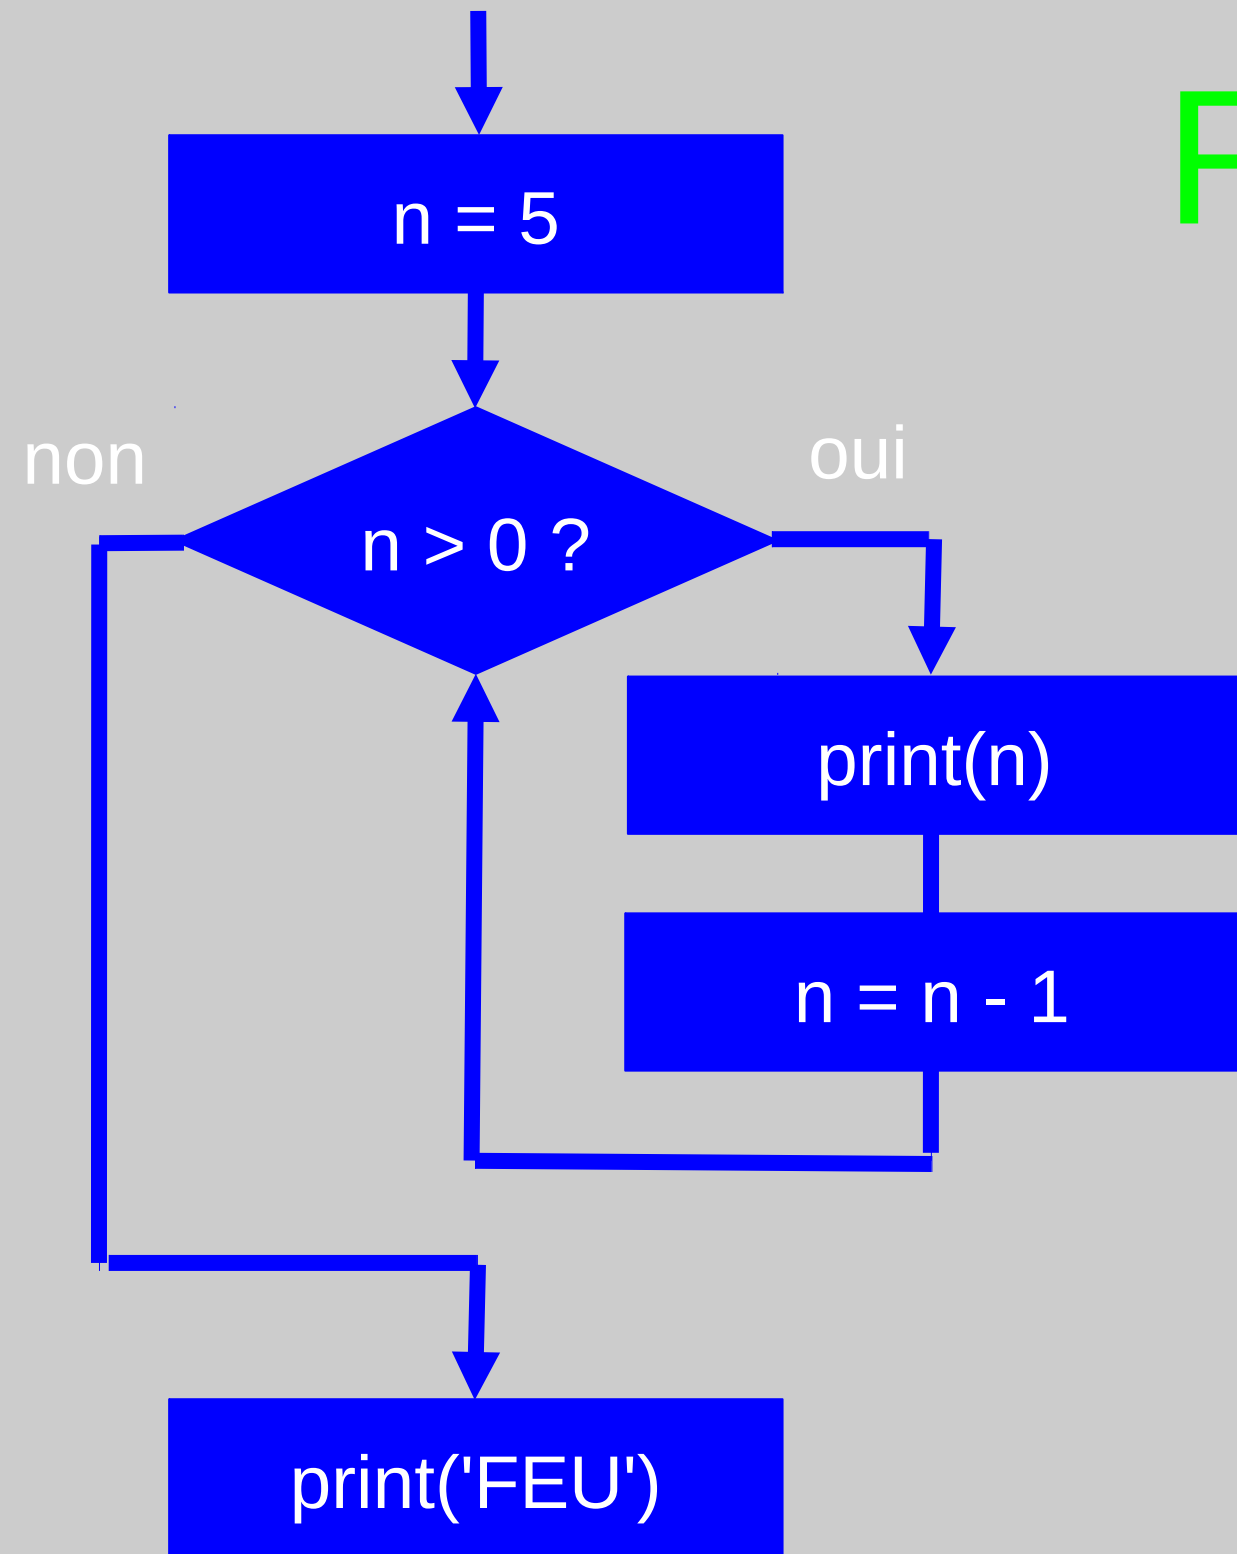 n = 5
non
oui
n > 0 ?
print(n)
n = n - 1
print('FEU')